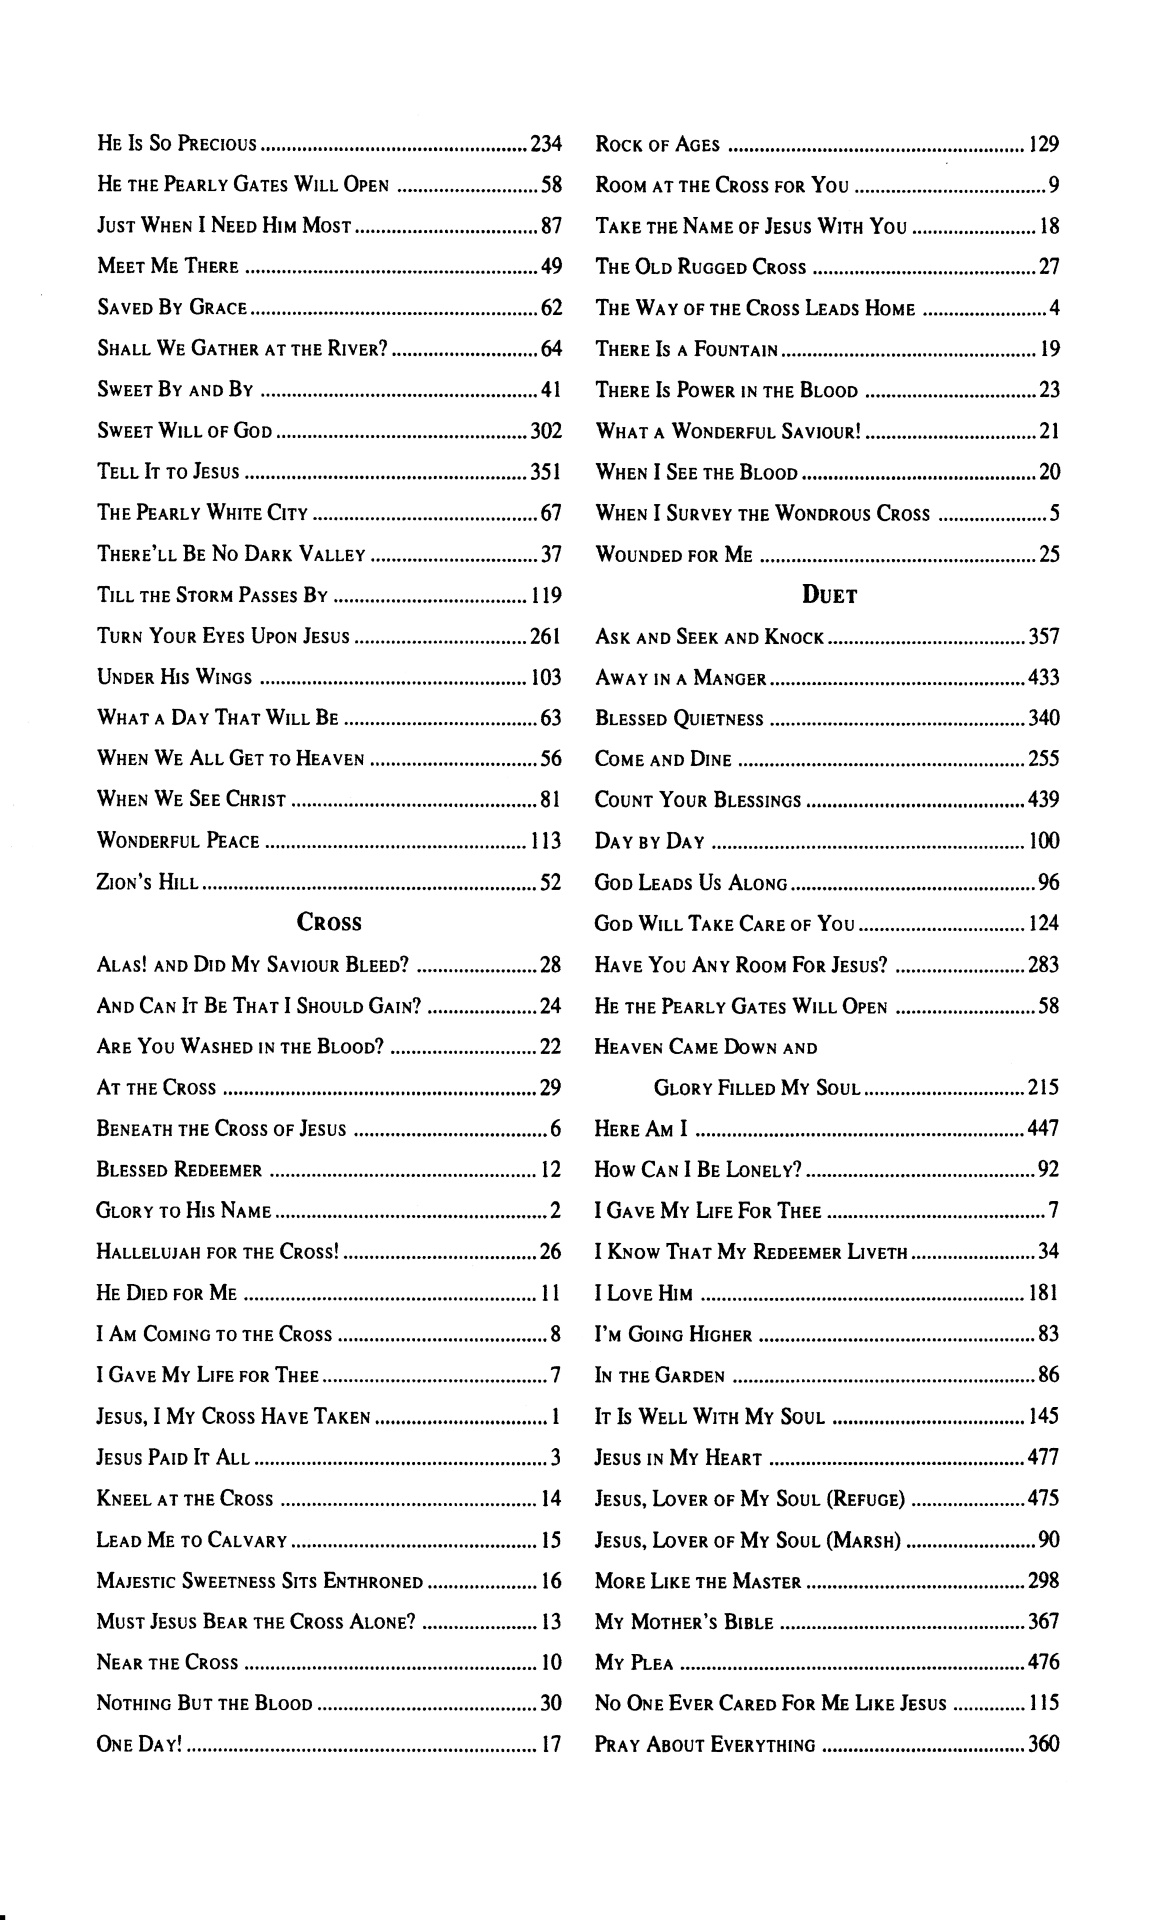 He Is So Precious 234
He the Pearly Gates Will Open 58
Just When I Need Him Most 87
Meet Me There 49
Saved By Grace 62
Shall We Gather at the River? 64
Sweet By and By 41
Sweet Will of God 302
Tell It to Jesus 351
The Pearly White City 67
There'll Be No Dark Valley 37
Till the Storm Passes By 119
Turn Your Eyes Upon Jesus 261
Under His Wings 103
What a Day That Will Be 63
When We All Get to Heaven 56
When We See Christ 81
Wonderful Peace 113
Zion's Hill 52
Cross
Alas! and Did My Saviour Bleed? 28
And Can It Be That I Should Gain? 24
Are You Washed in the Blood? 22
At the Cross 29
Beneath the Cross of Jesus 6
Blessed Redeemer 12
Glory to His Name 2
Hallelujah for the Cross! 26
He Died for Me 11
I Am Coming to the Cross 8
I Gave My Life for Thee 7
Jesus, I My Cross Have Taken 1
Jesus Paid It All 3
Kneel at the Cross 14
Lead Me to Calvary 15
Majestic Sweetness Sits Enthroned 16
Must Jesus Bear the Cross Alone? 13
Near the Cross 10
Nothing But the Blood 30
One Day! 17
Rock of Ages 129
Room at the Cross for You 9
Take the Name of Jesus With You 18
The Old Rugged Cross 27
The Way of the Cross Leads Home 4
There Is a Fountain 19
There Is Power in the Blood 23
What a Wonderful Saviour! 21
When I See the Blood 20
When I Survey the Wondrous Cross 5
Wounded for Me 25
Duet
Ask and Seek and Knock 357
Away in a Manger 433
Blessed Quietness 340
Come and Dine 255
Count Your Blessings 439
Day by Day 100
God Leads Us Along 96
God Will Take Care of You 124
Have You Any Room For Jesus? 283
He the Pearly Gates Will Open 58
Heaven Came Down and
Glory Filled My Soul 215
Here Am I 447
How Can I Be Lonely? 92
I Gave My Life For Thee 7
I Know That My Redeemer Liveth 34
I Love Him 181
I'm Going Higher 83
In the Garden 86
It Is Well With My Soul 145
Jesus in My Heart 477
Jesus, Lover of My Soul (Refuge) 475
Jesus, Lover of My Soul (Marsh) 90
More Like the Master 298
My Mother's Bible 367
My Plea 476
No One Ever Cared For Me Like Jesus 115
Pray About Everything 360